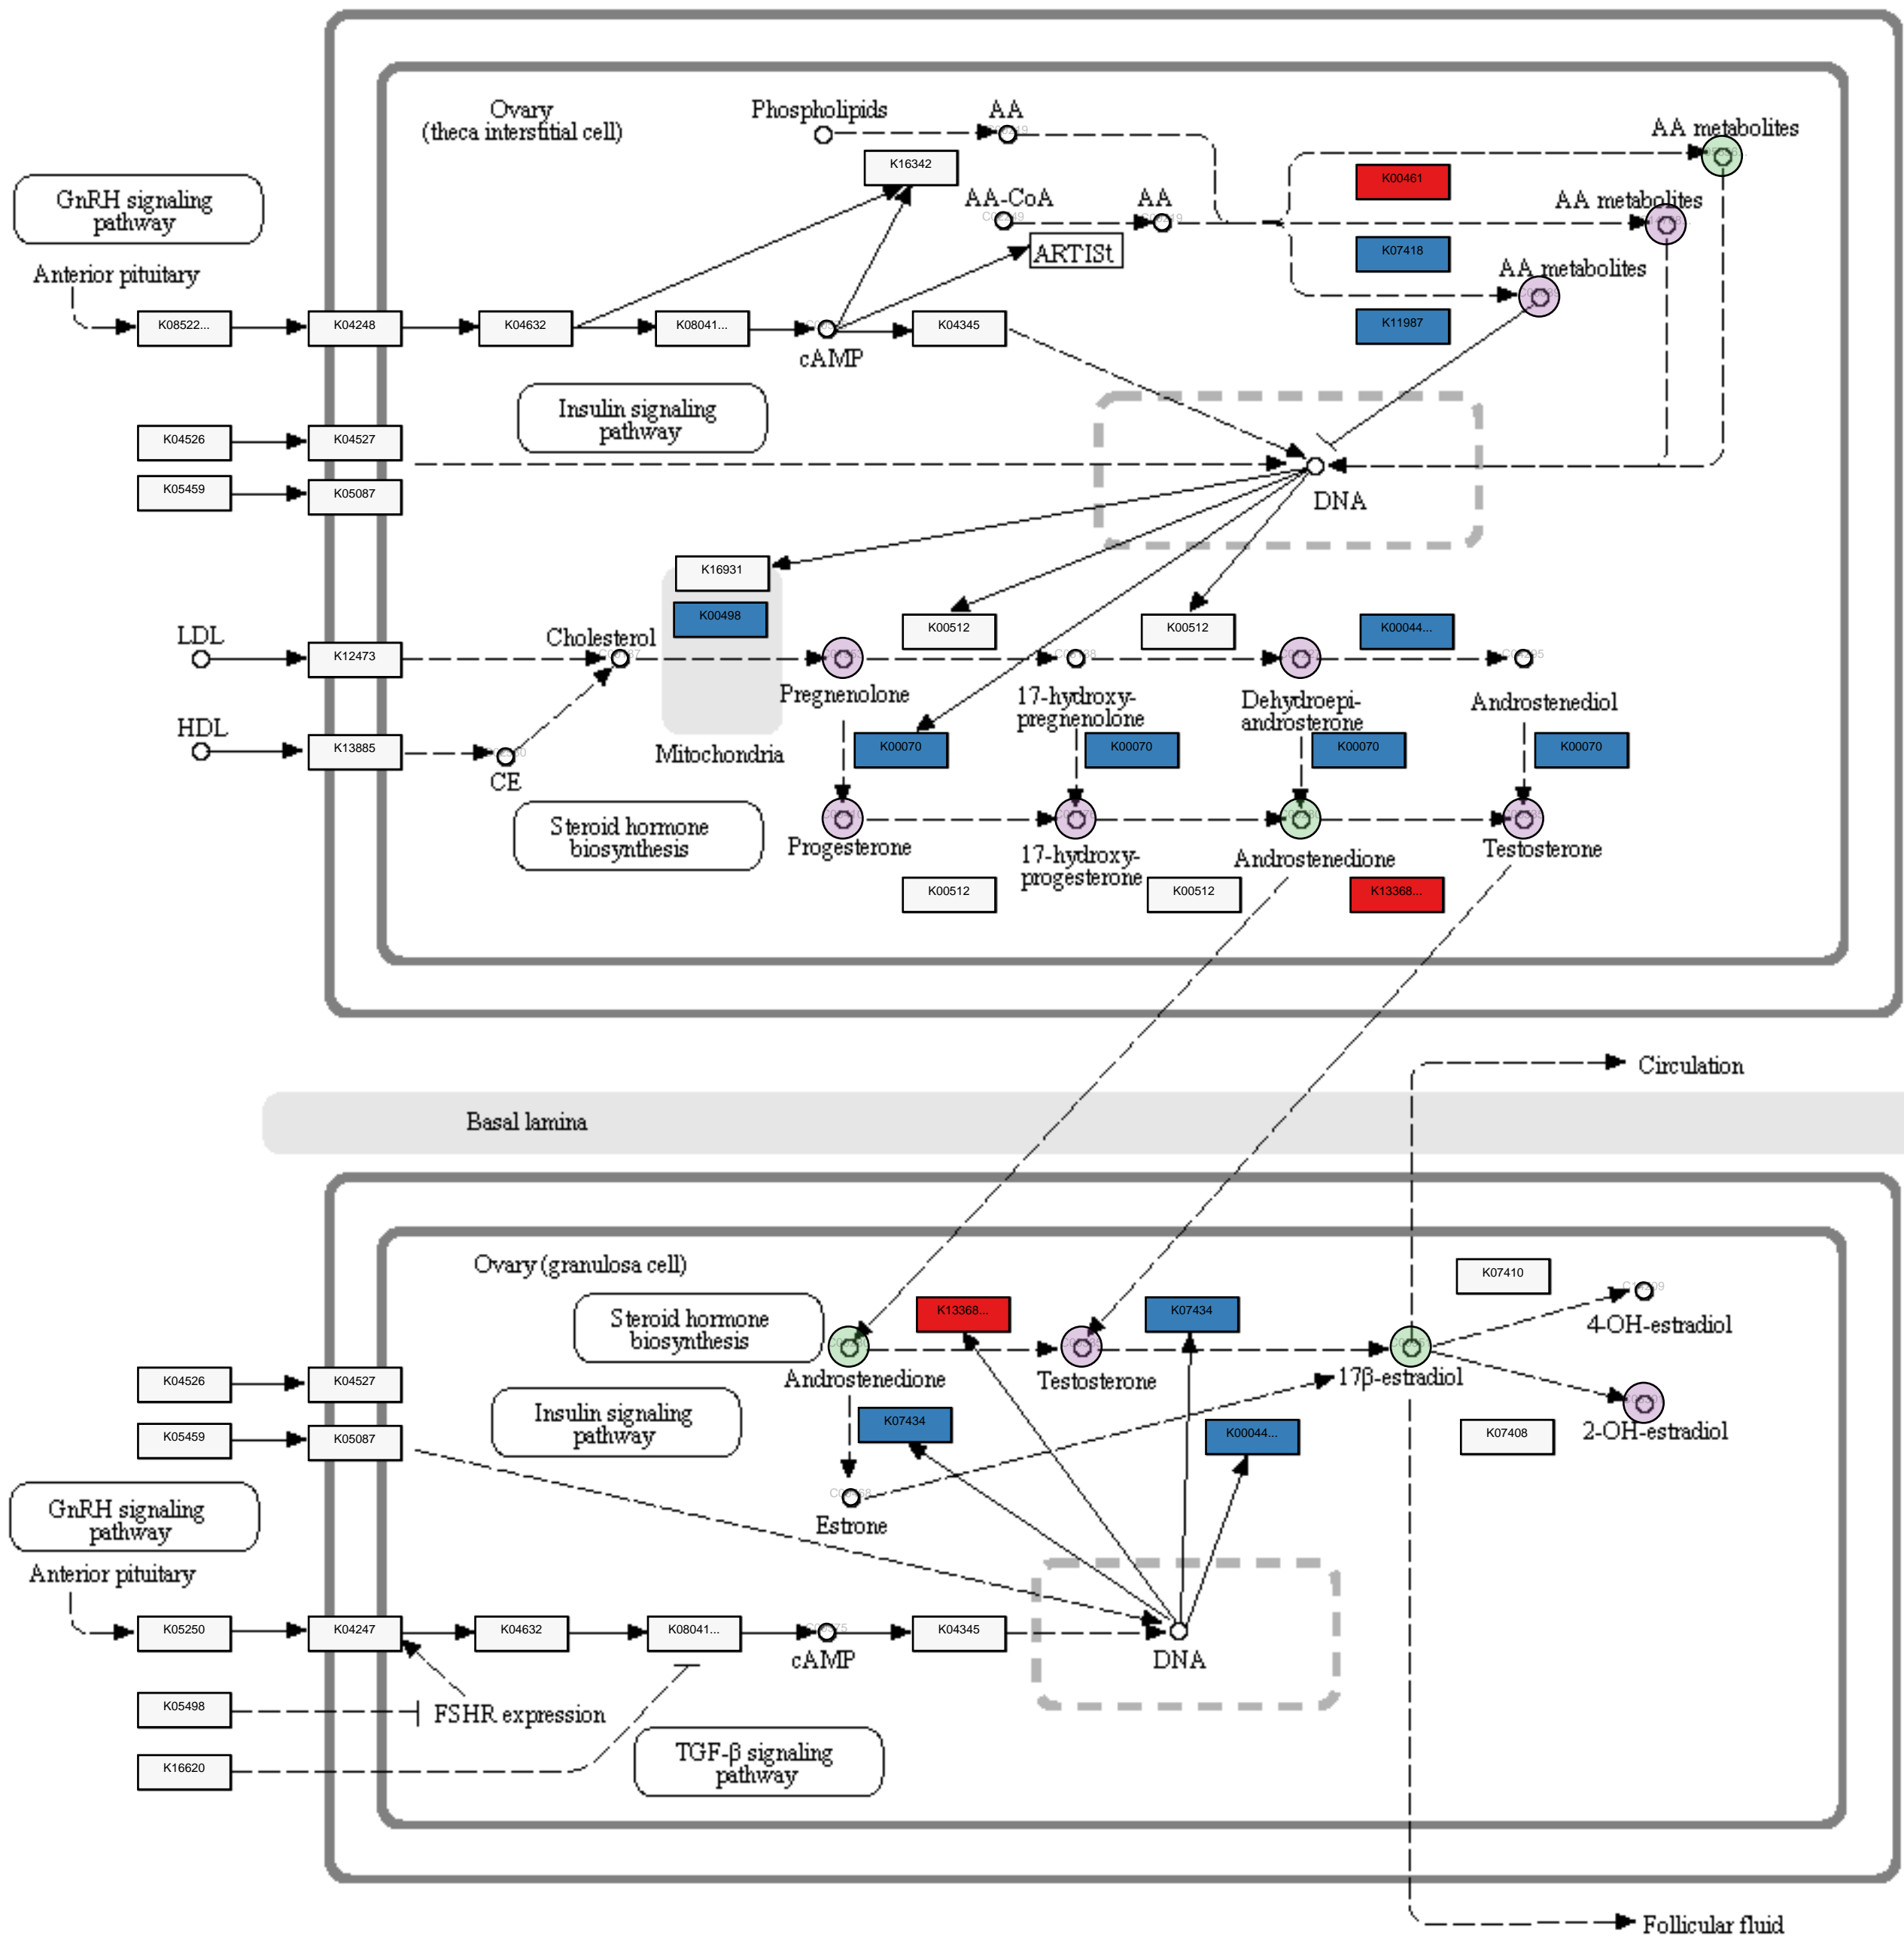 Ovary
(theca interstitial cell)
Phospholipids
AA
AA metabolites
K16342
K00461
GnRH signaling
pathway
AA-CoA
AA
AA metabolites
ARTISt
K07418
Anterior pituitary
AA metabolites
K08522...
K04248
K04632
K08041...
cAMP
K04345
K11987
Insulin signaling
pathway
K04526
K04527
K05459
K05087
DNA
K16931
K00498
K00512
K00512
K00044...
LDL
K12473
Cholesterol
Pregnenolone
17-hydroxy-
pregnenolone
Dehydroepi-
androsterone
Androstenediol
HDL
K13885
CE
Mitochondria
K00070
K00070
K00070
K00070
Steroid hormone
biosynthesis
Progesterone
17-hydroxy-
progesterone
Androstenedione
Testosterone
K00512
K00512
K13368...
Circulation
Basal lamina
Ovary (granulosa cell)
K07410
Steroid hormone
biosynthesis
K13368...
K07434
4-OH-estradiol
Androstenedione
Testosterone
17β-estradiol
K04526
K04527
Insulin signaling
pathway
K07434
K00044...
K07408
2-OH-estradiol
K05459
K05087
GnRH signaling
pathway
Estrone
Anterior pituitary
K05250
K04247
K04632
K08041...
cAMP
K04345
DNA
K05498
FSHR expression
K16620
TGF-β signaling
pathway
Follicular fluid